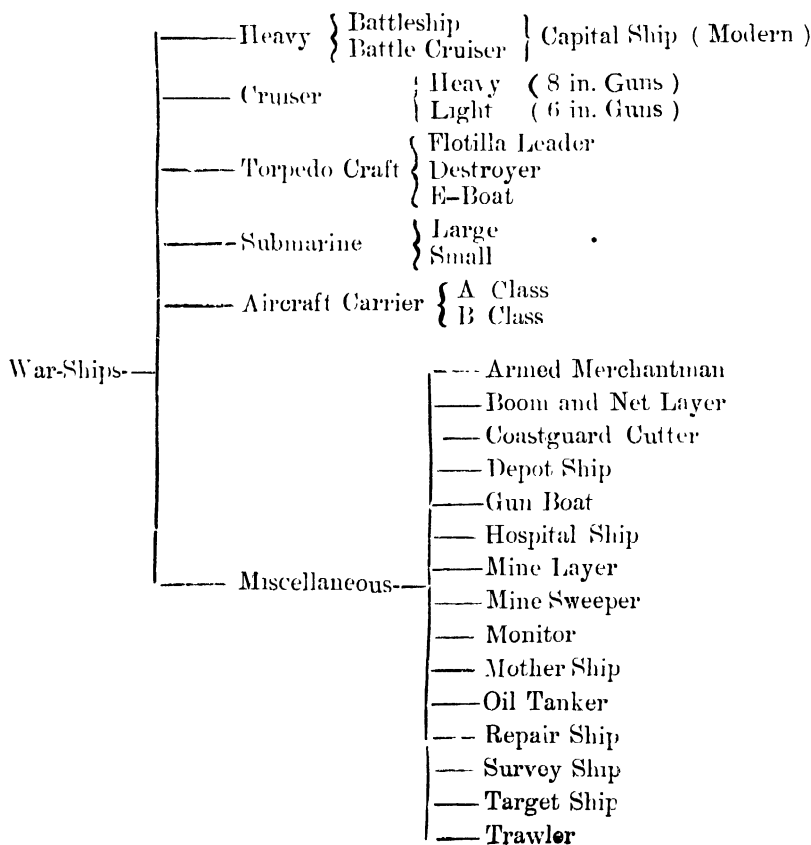 Heavy { Battleship
Battle Cruiser } Capital Ship ( Modern )
Cruiser { Heavy ( 8 in. Guns )
Light ( 6 in. Guns )
Torpedo Craft { Flotilla Leader
Destroyer
E-Boat
Submarine { Large
Small
Aircraft Carrier { A Class
B Class
War-Ships-
Armed Merchantman
Boom and Net Layer
Coastguard Cutter
Depot Ship
Gun Boat
Hospital Ship
Miscellaneous-
Mine Layer
Mine Sweeper
Monitor
Mother Ship
Oil Tanker
Repair Ship
Survey Ship
Target Ship
Trawler